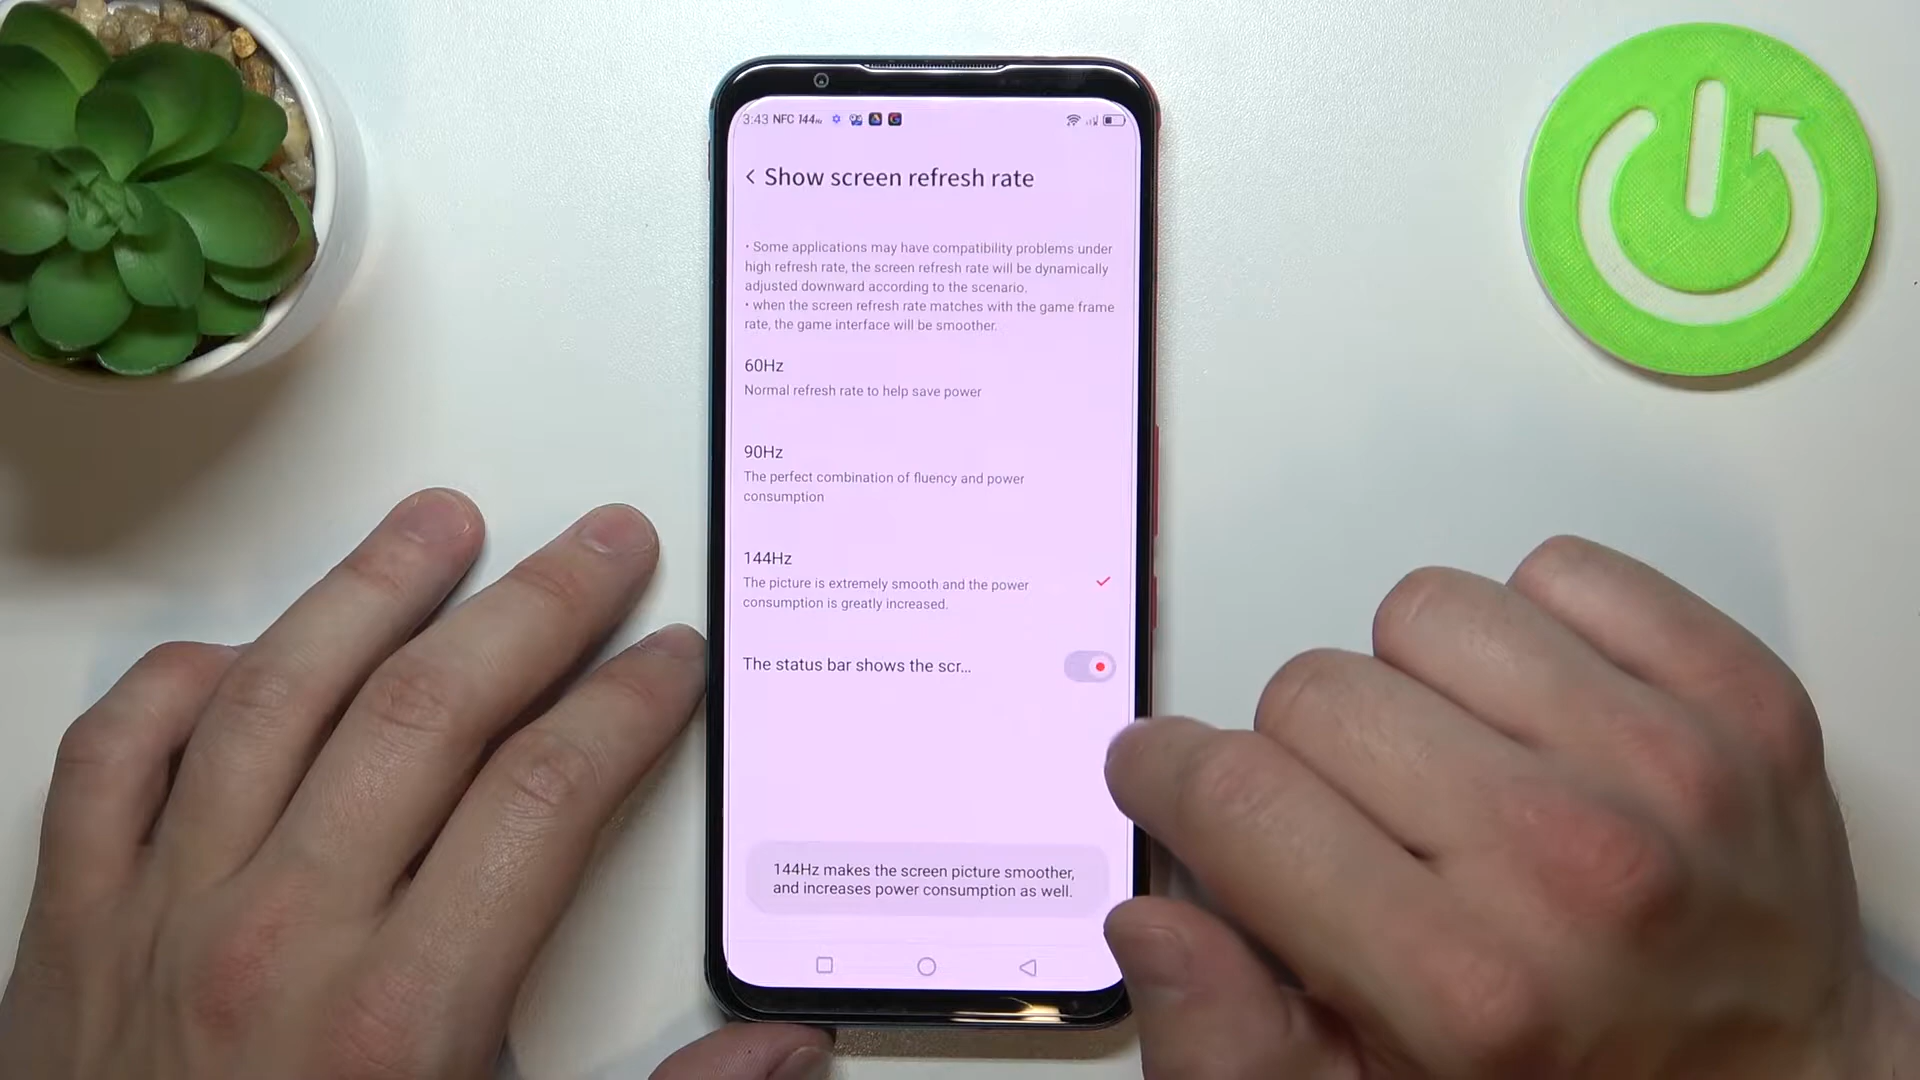 3:43 NFC 144Hz
Show screen refresh rate
• Some applications may have compatibility problems under
high refresh rate, the screen refresh rate will be dynamically
adjusted downward according to the scenario.
• when the screen refresh rate matches with the game frame
rate, the game interface will be smoother.
60Hz
Normal refresh rate to help save power
90Hz
The perfect combination of fluency and power
consumption
144Hz
The picture is extremely smooth and the power
consumption is greatly increased.
The status bar shows the scr...
144Hz makes the screen picture smoother,
and increases power consumption as well.